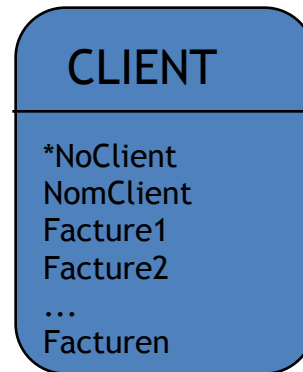 CLIENT
*NoClient
NomClient
Facture1
Facture2
...
Facturen